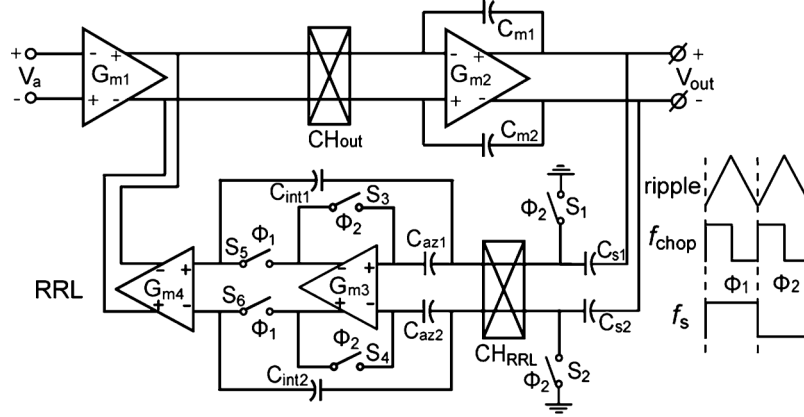 C_m1
+ - + - + +
V_a G_m1 G_m2 V_out
- + - + - -
CH_out C_m2
C_int1 S_3 Φ_2 S_1
Φ_2
ripple
S_5 Φ_1 C_az1 C_s1
f_chop
- + - +
RRL G_m4 G_m3
Φ_1 Φ_2
+ - S_6 + -
f_s
Φ_1 Φ_2 C_az2 C_s2
S_4 CH_RRL
C_int2 Φ_2 S_2